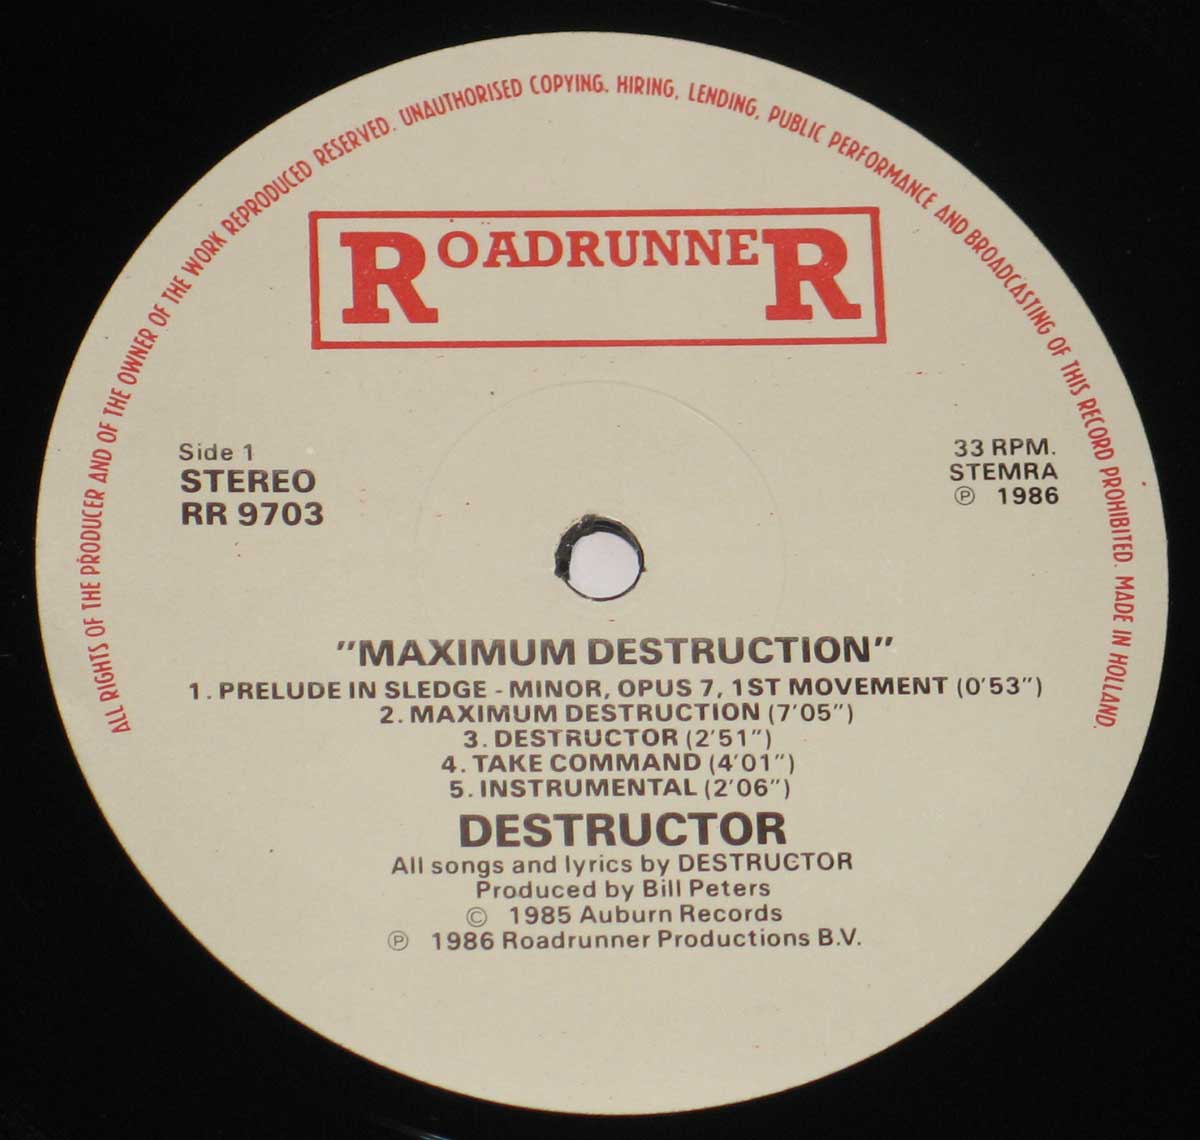 ALL RIGHTS OF THE PRODUCER AND OF THE OWNER OF THE WORK REPRODUCED RESERVED. UNAUTHORISED COPYING. HIRING, LENDING, PUBLIC PERFORMANCE AND BROADCASTING OF THIS RECORD PROHIBITED. MADE IN HOLLAND.
ROADRUNNER
Side 1
STEREO
RR 9703
33 RPM.
STEMRA
℗ 1986
"MAXIMUM DESTRUCTION"
1. PRELUDE IN SLEDGE - MINOR, OPUS 7, 1ST MOVEMENT (0'53")
2. MAXIMUM DESTRUCTION (7'05")
3. DESTRUCTOR (2'51")
4. TAKE COMMAND (4'01")
5. INSTRUMENTAL (2'06")
DESTRUCTOR
All songs and lyrics by DESTRUCTOR
Produced by Bill Peters
© 1985 Auburn Records
℗ 1986 Roadrunner Productions B.V.